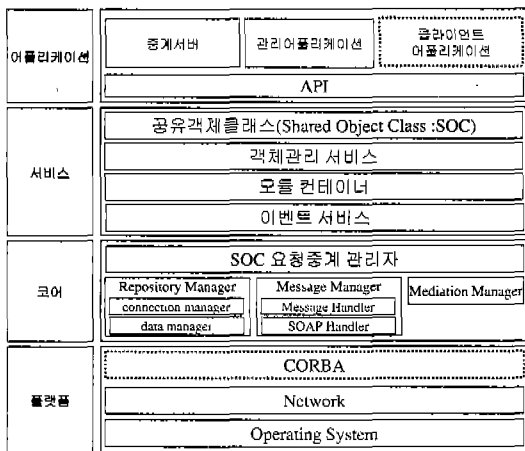 어플리케이션
중계서버
관리어플리케이션
클라이언트
어플리케이션
API
서비스
공유객체클래스(Shared Object Class :SOC)
객체관리 서비스
모듈 컨테이너
이벤트 서비스
코어
SOC 요청중계 관리자
Repository Manager
connection manager
data manager
Message Manager
Message Handler
SOAP Handler
Mediation Manager
플랫폼
CORBA
Network
Operating System